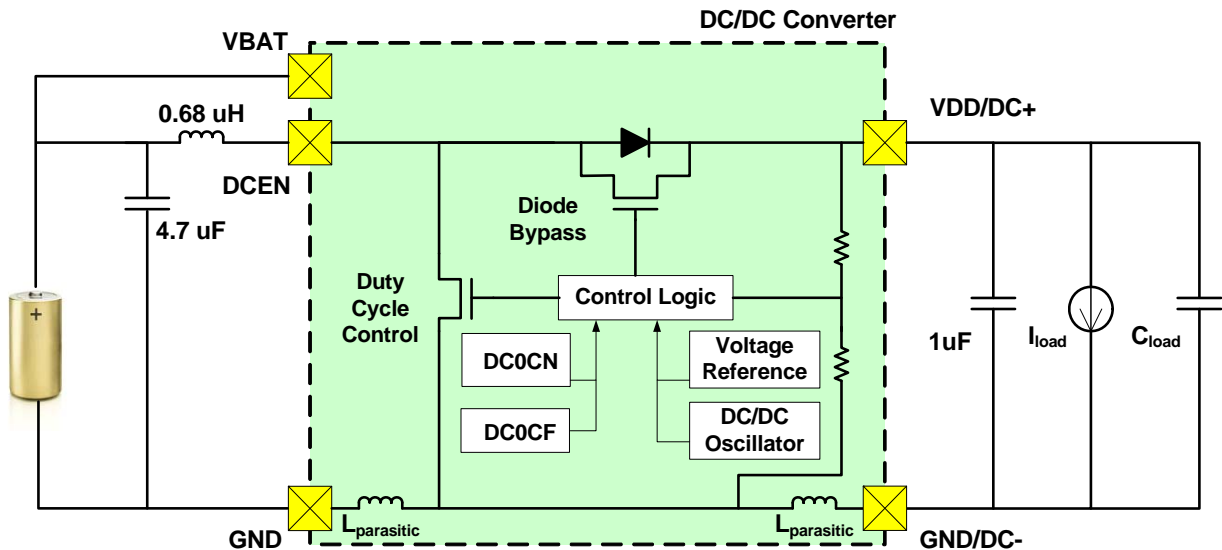 DC/DC Converter
VBAT
0.68 uH
VDD/DC+
DCEN
4.7 uF
Diode
Bypass
Duty
Cycle
Control
Control Logic
+
DC0CN
Voltage
Reference
1uF
Iload
Cload
DC0CF
DC/DC
Oscillator
Lparasitic
Lparasitic
GND
GND/DC-